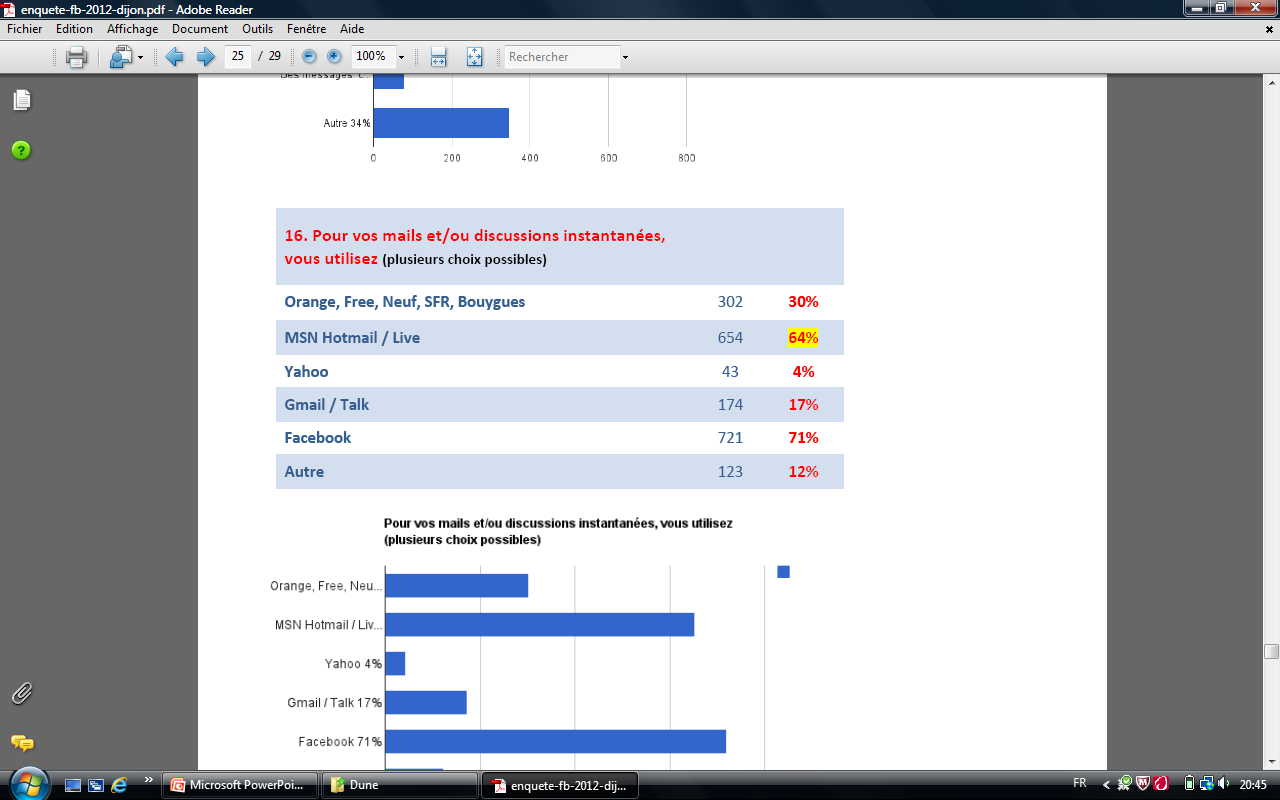 enquete-fb-2012-dijon.pdf - Adobe Reader
Fichier Edition Affichage Document Outils Fenêtre Aide
25 / 29 100% Rechercher
Des messages c...
Autre 34%
0 200 400 600 800
16. Pour vos mails et/ou discussions instantanées,
vous utilisez (plusieurs choix possibles)
Orange, Free, Neuf, SFR, Bouygues 302 30%
MSN Hotmail / Live 654 64%
Yahoo 43 4%
Gmail / Talk 174 17%
Facebook 721 71%
Autre 123 12%
Pour vos mails et/ou discussions instantanées, vous utilisez
(plusieurs choix possibles)
Orange, Free, Neu...
MSN Hotmail / Liv...
Yahoo 4%
Gmail / Talk 17%
Facebook 71%
Microsoft PowerPoi... Dune enquete-fb-2012-dij... FR 20:45